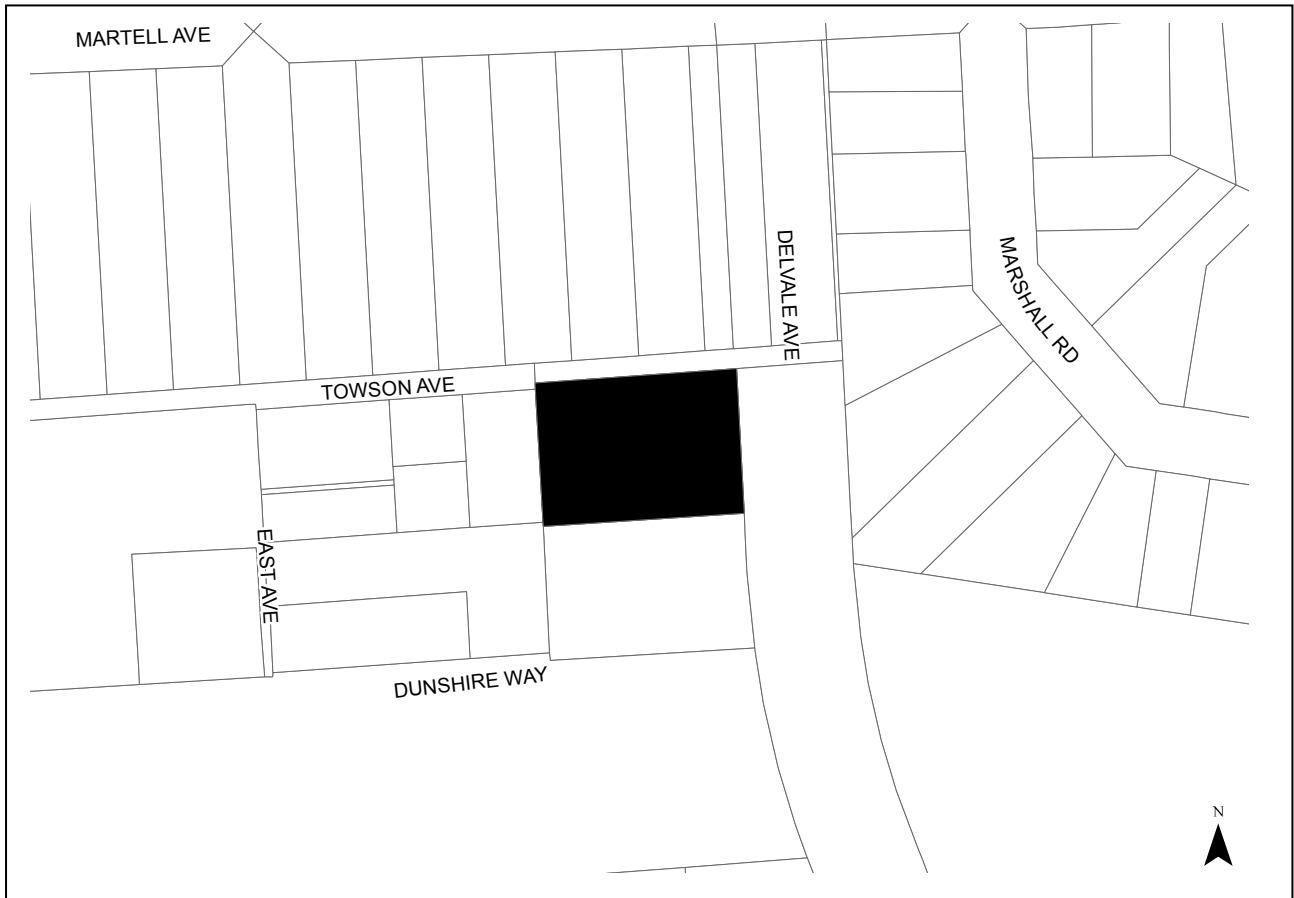 MARTELL AVE
DELVALE AVE
MARSHALL RD
TOWSON AVE
EAST AVE
DUNSHIRE WAY
N